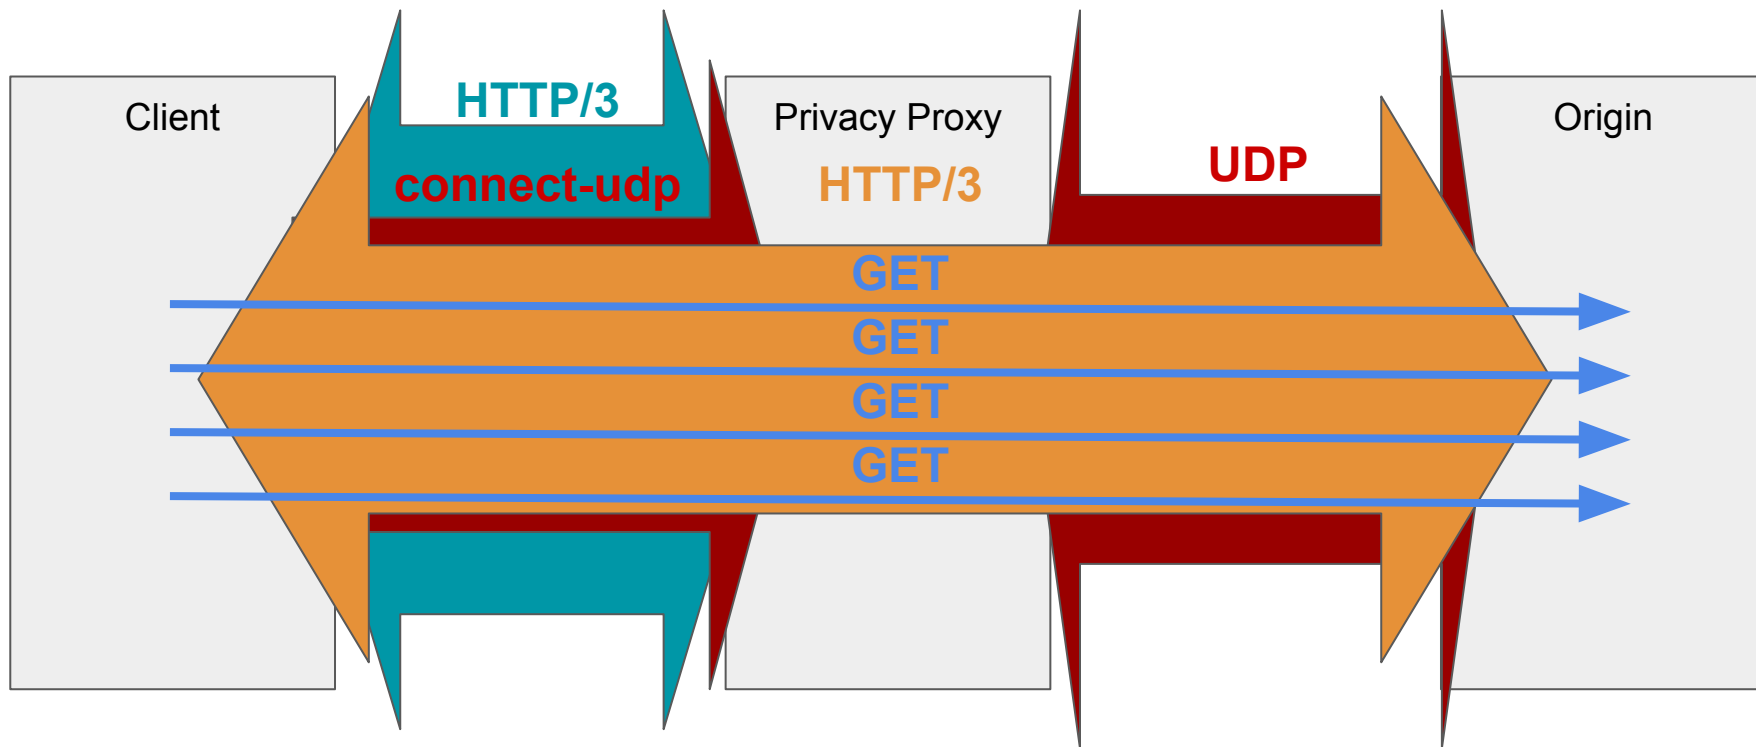 Client
HTTP/3
connect-udp
Privacy Proxy
HTTP/3
UDP
Origin
GET
GET
GET
GET